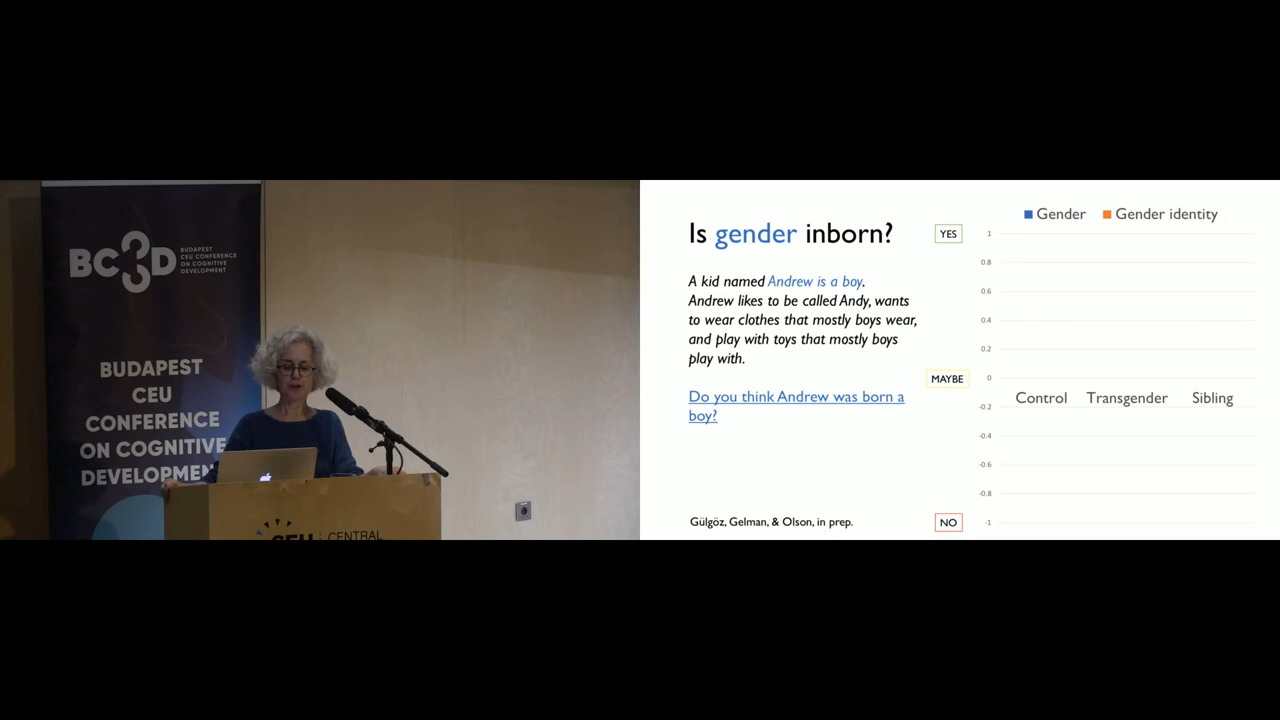 BC3D
BUDAPEST
CEU CONFERENCE
ON COGNITIVE
DEVELOPMENT
BUDAPEST
CEU
CONFERENCE
ON COGNITIVE
DEVELOPMEN
CEU
CENTRAL
Is gender inborn?
A kid named Andrew is a boy.
Andrew likes to be called Andy, wants
to wear clothes that mostly boys wear,
and play with toys that mostly boys
play with.
Do you think Andrew was born a
boy?
Gülgöz, Gelman, & Olson, in prep.
YES
MAYBE
NO
Gender
Gender identity
1
0.8
0.6
0.4
0.2
0
-0.2
-0.4
-0.6
-0.8
-1
Control
Transgender
Sibling